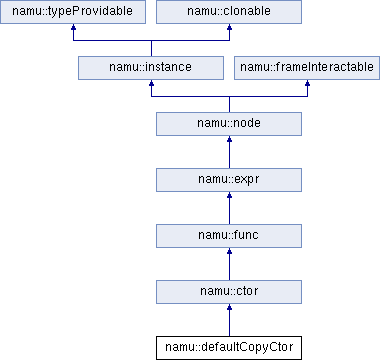 namu::typeProvidable
namu::clonable
namu::instance
namu::frameInteractable
namu::node
namu::expr
namu::func
namu::ctor
namu::defaultCopyCtor